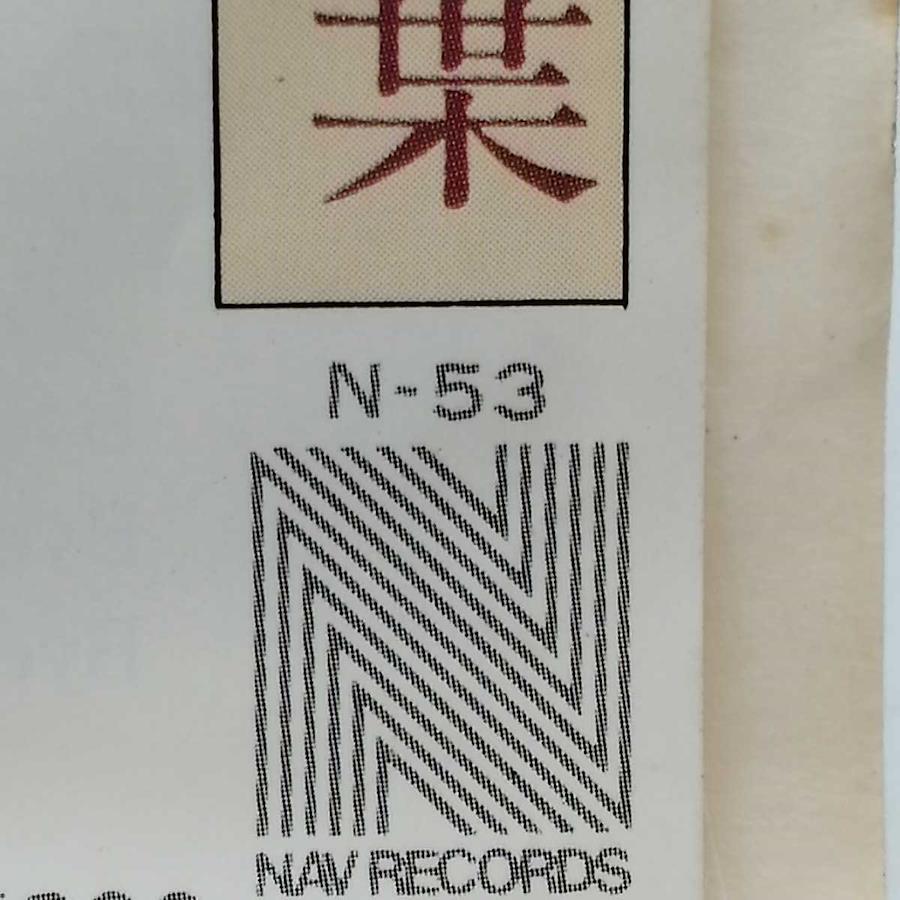 葉
N-53
NAV RECORDS